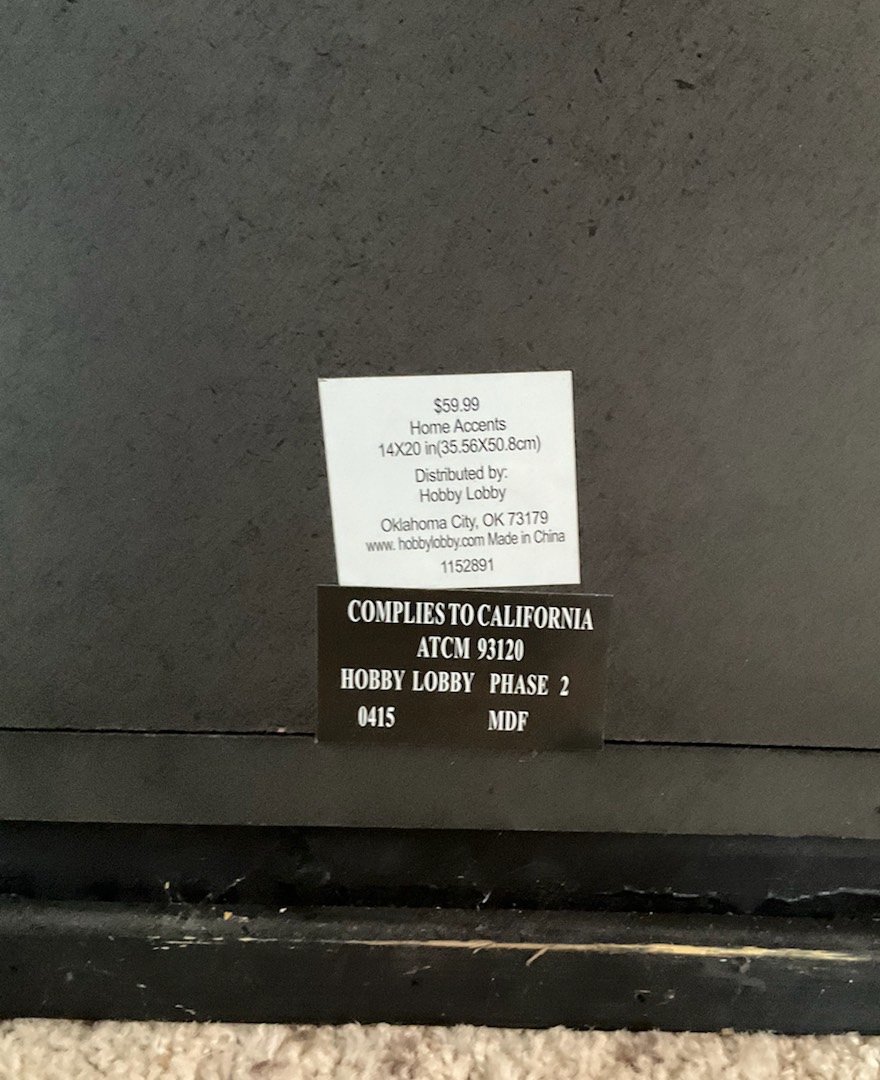 $59.99
Home Accents
14X20 in(35.56X50.8cm)
Distributed by:
Hobby Lobby
Oklahoma City, OK 73179
www. hobbylobby.com Made in China
1152891
COMPLIES TO CALIFORNIA
ATCM 93120
HOBBY LOBBY PHASE 2
0415 MDF